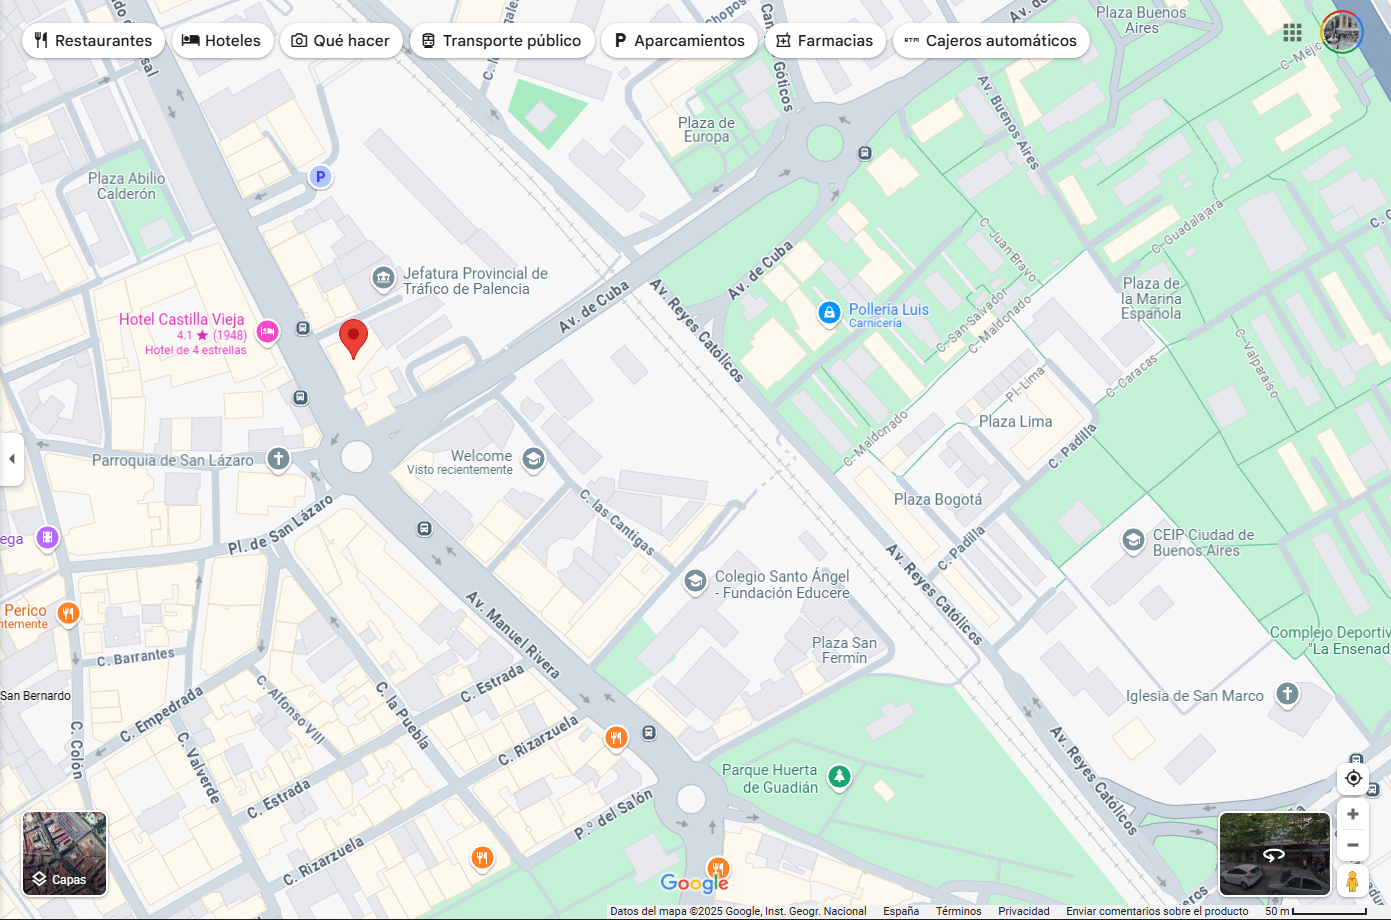 Restaurantes
Hoteles
Qué hacer
Transporte público
Aparcamientos
Farmacias
Cajeros automáticos
Plaza Buenos
Aires
Av. de
C. Méjic
Góticos
Av. Buenos Aires
Plaza de
Europa
Plaza Abilio
Calderón
P
C. Guadalajara
C. Juan Bravo
Jefatura Provincial de
Tráfico de Palencia
Av. de Cuba
Av. de Cuba
Av. Reyes Católicos
Plaza de
la Marina
Española
Hotel Castilla Vieja
4.1 ★ (1948)
Hotel de 4 estrellas
Pollería Luis
Carnicería
C. San Salvador
C. Maldonado
C. Valparaíso
C. Caracas
Pl. Lima
Plaza Lima
C. Maldonado
C. Padilla
Parroquia de San Lázaro
Welcome
Visto recientemente
Plaza Bogotá
Pl. de San Lázaro
C. las Cantigas
C. Padilla
CEIP Ciudad de
Buenos Aires
ega
Colegio Santo Ángel
- Fundación Educere
Av. Reyes Católicos
Perico
ntemente
Av. Manuel Rivera
Plaza San
Fermín
Complejo Deportiv
"La Ensenad
C. Barrantes
San Bernardo
C. Empedrada
C. Alfonso VIII
C. la Puebla
C. Estrada
Iglesia de San Marco
C. Colón
C. Valverde
C. Rizarzuela
Av. Reyes Católicos
C. Estrada
P.º del Salón
Parque Huerta
de Guadián
C. Rizarzuela
Capas
Google
Datos del mapa ©2025 Google, Inst. Geogr. Nacional
España
Términos
Privacidad
Enviar comentarios sobre el producto
50 m